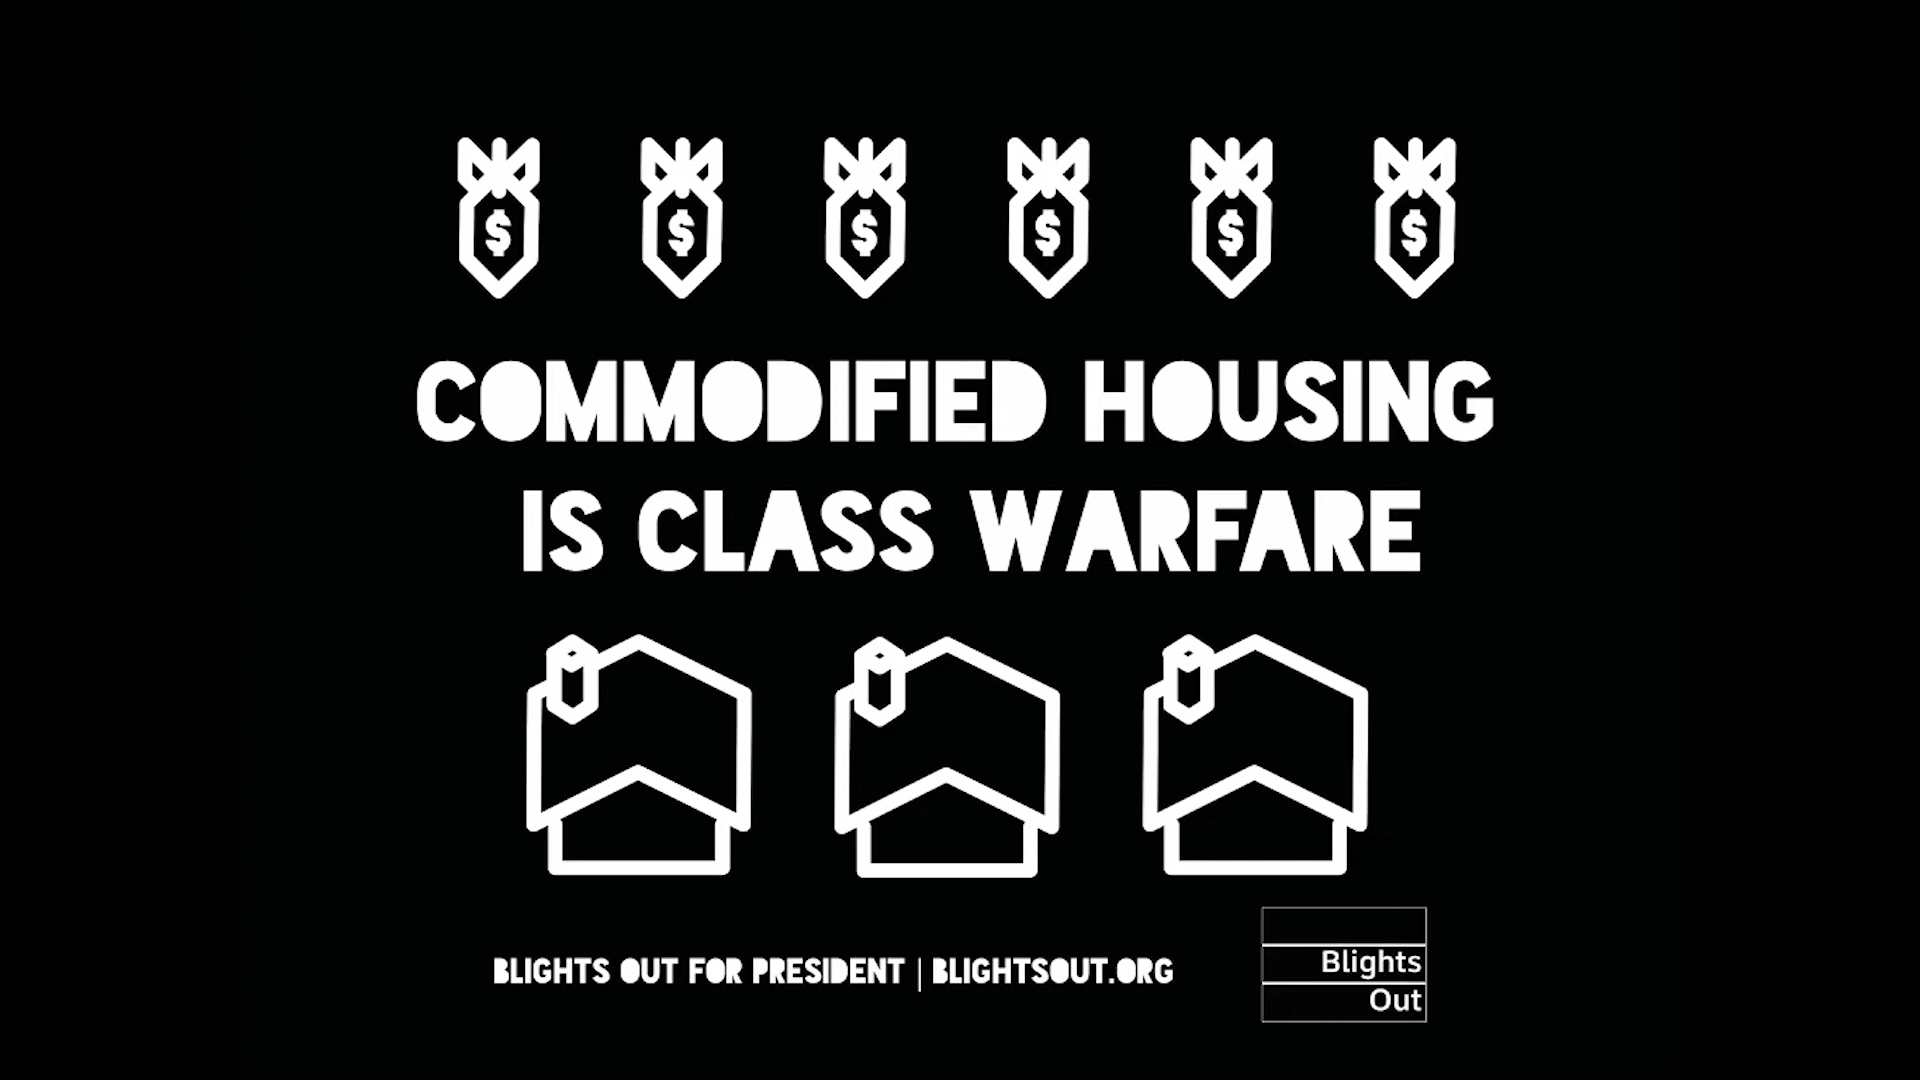 $ $ $ $ $ $
COMMODIFIED HOUSING
IS CLASS WARFARE
BLIGHTS OUT FOR PRESIDENT | BLIGHTSOUT.ORG
Blights
Out